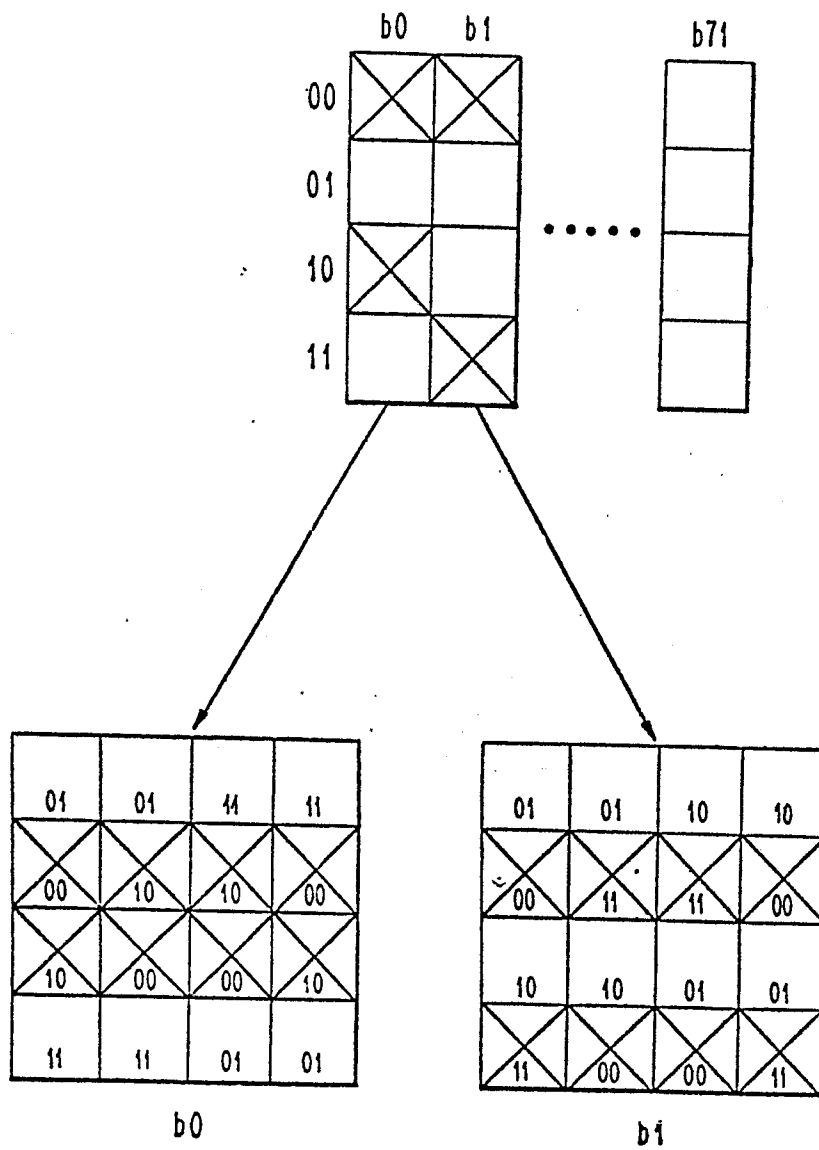 b0 b1 b71
00
01
10
11
01 01 11 11
00 10 10 00
10 00 00 10
11 11 01 01
b0
01 01 10 10
00 11 11 00
10 10 01 01
11 00 00 11
b1